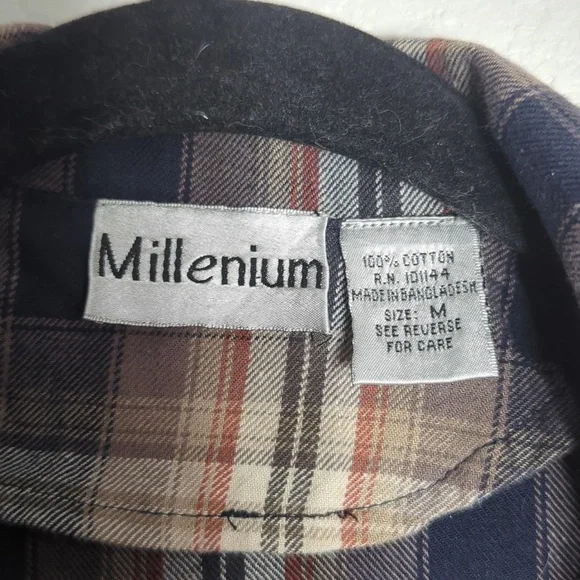 Millenium
100% COTTON
R.N. 101144
MADE IN BANGLADESH
SIZE: M
SEE REVERSE
FOR CARE